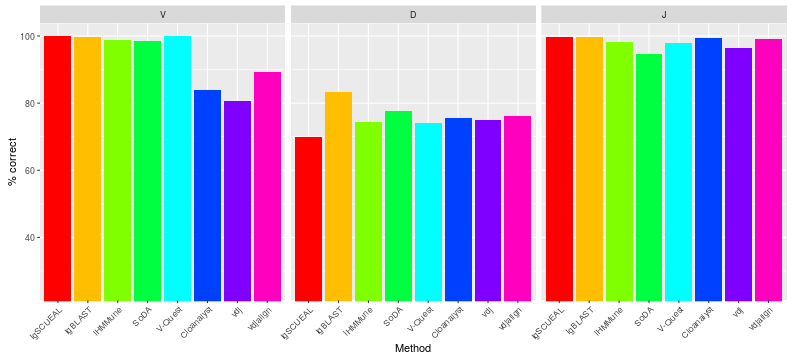 V D J
% correct
100
80
60
40
IgSCUEAL IgBLAST iHMMune SoDA V-Quest Cloanalyst vdj vdjalign
IgSCUEAL IgBLAST iHMMune SoDA V-Quest Cloanalyst vdj vdjalign
IgSCUEAL IgBLAST iHMMune SoDA V-Quest Cloanalyst vdj vdjalign
Method